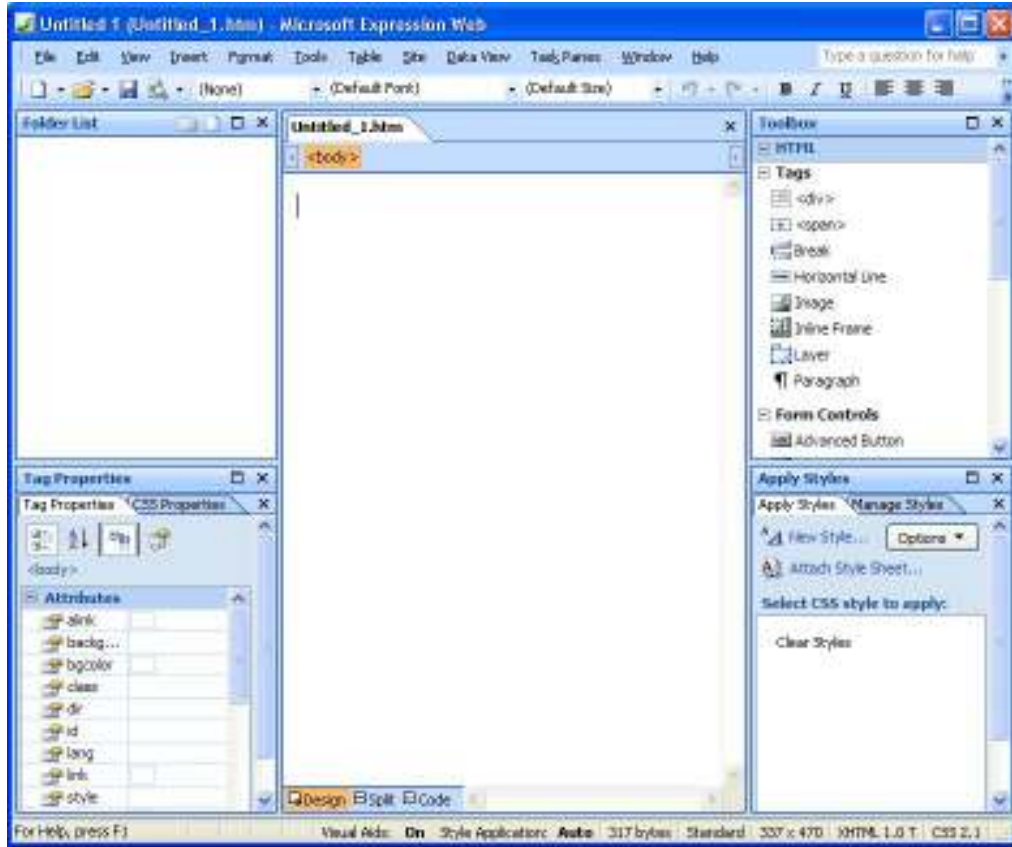 Untitled 1 (Untitled_1.htm) - Microsoft Expression Web
File Edit View Insert Format Tools Table Site Data View Task Panes Window Help Type a question for help
(None) (Default Font) (Default Size) B I U
Folder List
Untitled_1.htm
<body>
Toolbox
HTML
Tags
<div>
<span>
Break
Horizontal Line
Image
Inline Frame
Layer
Paragraph
Form Controls
Advanced Button
Tag Properties
Tag Properties CSS Properties
<body>
Attributes
alink
backg...
bgcolor
class
dir
id
lang
link
style
Apply Styles
Apply Styles Manage Styles
New Style... Options
Attach Style Sheet...
Select CSS style to apply:
Clear Styles
Design Split Code
For Help, press F1 Visual Aids: On Style Application: Auto 317 bytes Standard 337 x 470 XHTML 1.0 T CSS 2.1